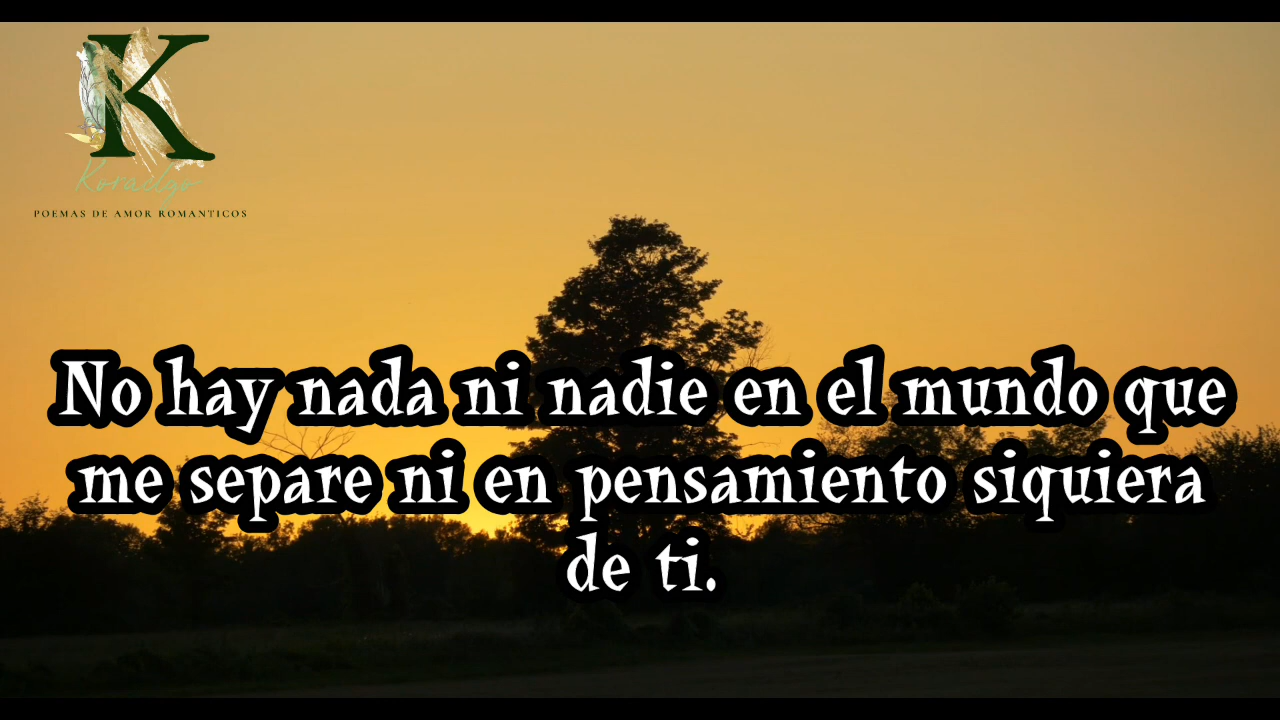 K
Korailgo
POEMAS DE AMOR ROMANTICOS
No hay nada ni nadie en el mundo que
me separe ni en pensamiento siquiera
de ti.